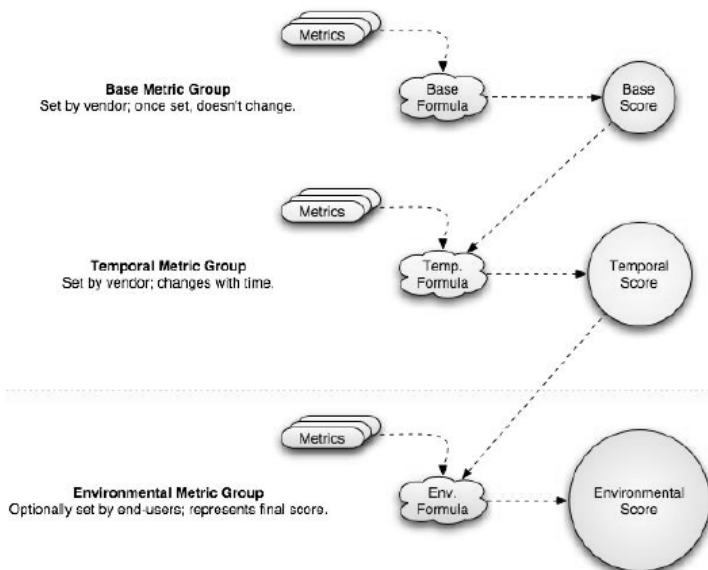 Metrics
Base Metric Group
Set by vendor; once set, doesn't change.
Base
Formula
Base
Score
Metrics
Temporal Metric Group
Set by vendor; changes with time.
Temp.
Formula
Temporal
Score
Metrics
Environmental Metric Group
Optionally set by end-users; represents final score.
Env.
Formula
Environmental
Score